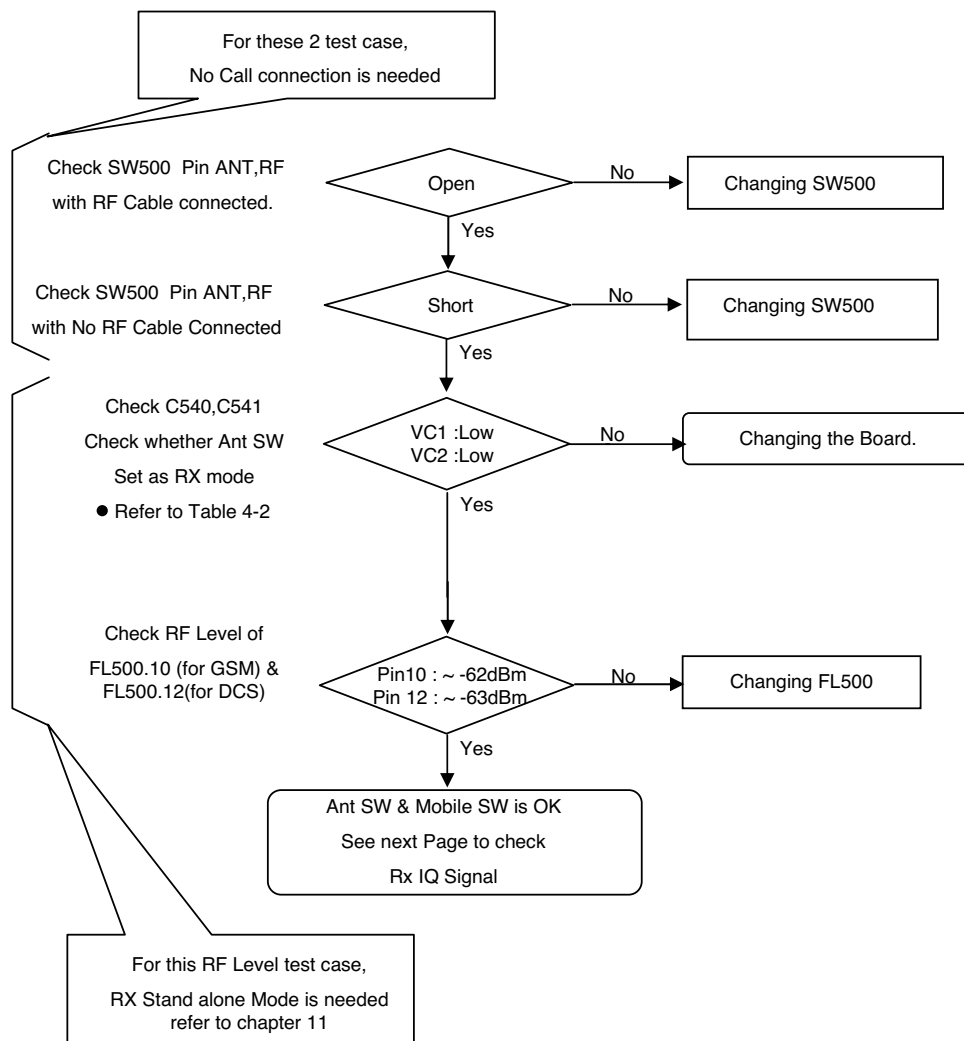 For these 2 test case,
No Call connection is needed
Check SW500 Pin ANT,RF
with RF Cable connected.
Open
No
Changing SW500
Yes
Check SW500 Pin ANT,RF
with No RF Cable Connected
Short
No
Changing SW500
Yes
Check C540,C541
Check whether Ant SW
Set as RX mode
● Refer to Table 4-2
VC1 :Low
VC2 :Low
No
Changing the Board.
Yes
Check RF Level of
FL500.10 (for GSM) &
FL500.12(for DCS)
Pin10 : ~ -62dBm
Pin 12 : ~ -63dBm
No
Changing FL500
Yes
Ant SW & Mobile SW is OK
See next Page to check
Rx IQ Signal
For this RF Level test case,
RX Stand alone Mode is needed
refer to chapter 11